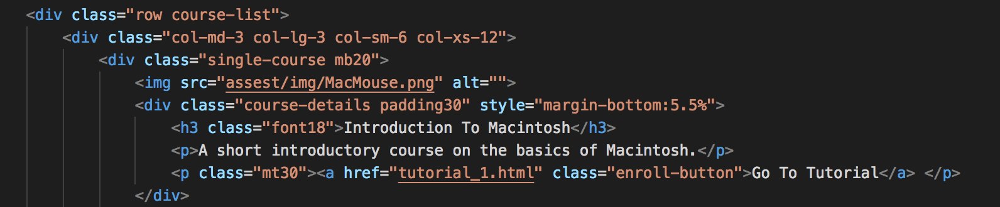 <div class="row course-list">
<div class="col-md-3 col-lg-3 col-sm-6 col-xs-12">
<div class="single-course mb20">
<img src="assest/img/MacMouse.png" alt="">
<div class="course-details padding30" style="margin-bottom:5.5%">
<h3 class="font18">Introduction To Macintosh</h3>
<p>A short introductory course on the basics of Macintosh.</p>
<p class="mt30"><a href="tutorial_1.html" class="enroll-button">Go To Tutorial</a> </p>
</div>